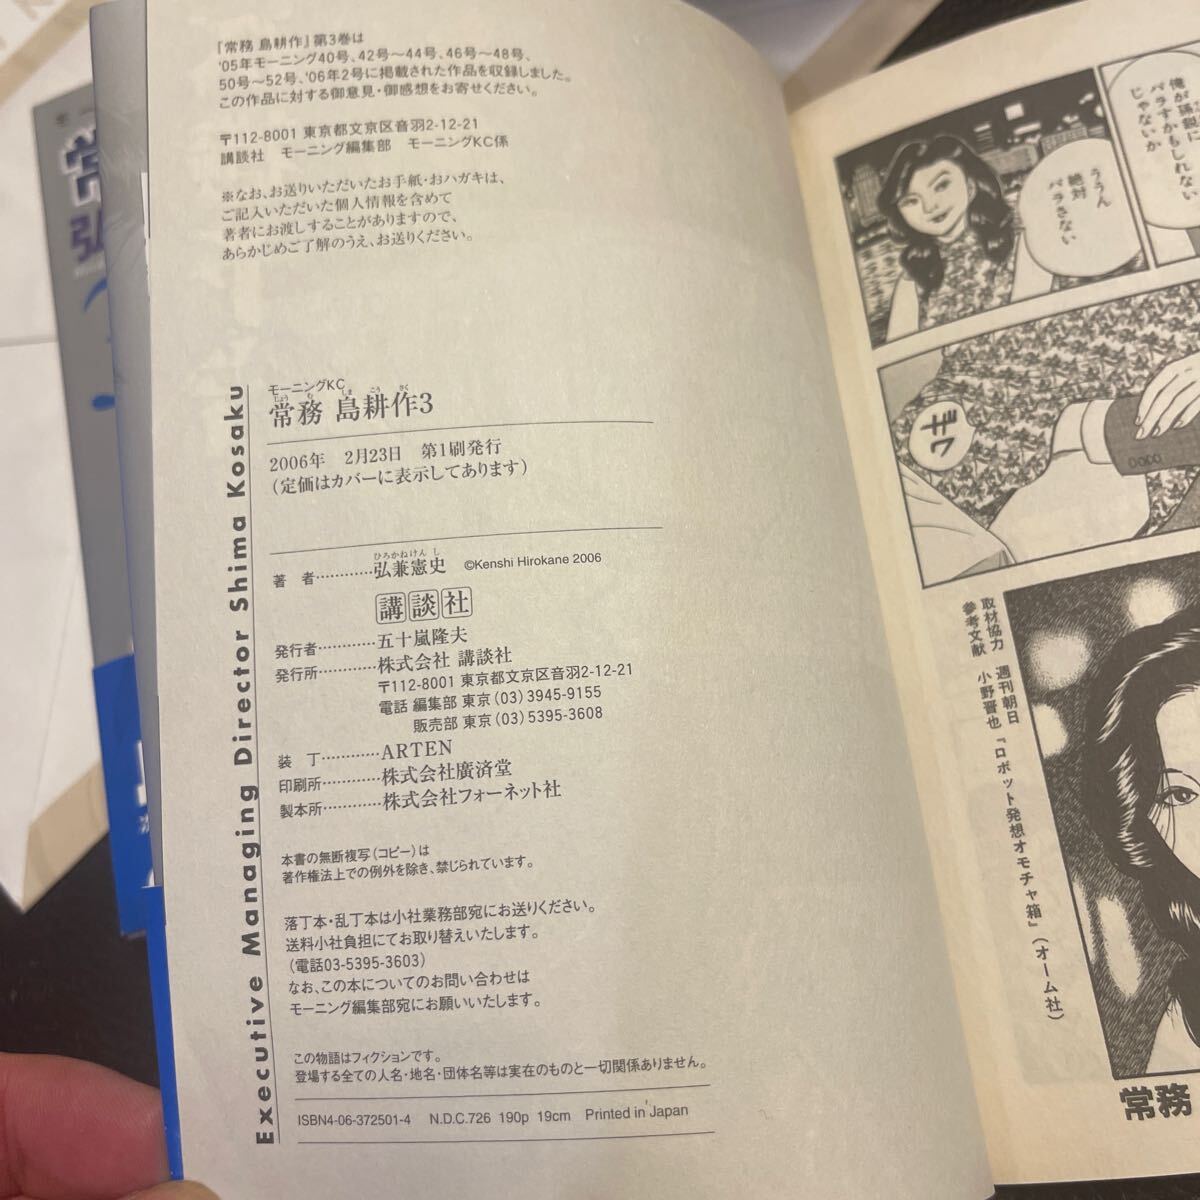 『常務 島耕作』第3巻は
'05年モーニング40号、42号～44号、46号～48号、
50号～52号、'06年2号に掲載された作品を収録しました。
この作品に対する御意見・御感想をお寄せください。
〒112-8001 東京都文京区音羽2-12-21
講談社 モーニング編集部 モーニングKC係
※なお、お送りいただいたお手紙・おハガキは、
ご記入いただいた個人情報を含めて
著者にお渡しすることがありますので、
あらかじめご了解のうえ、お送りください。
Executive Managing Director Shima Kosaku
モーニングKC
じょう む しま こう さく
常務 島耕作3
2006年 2月23日 第1刷発行
(定価はカバーに表示してあります)
ひろかねけん し
著 者…………弘兼憲史 ©Kenshi Hirokane 2006
講談社
発行者…………五十嵐隆夫
発行所…………株式会社 講談社
〒112-8001 東京都文京区音羽2-12-21
電話 編集部 東京(03)3945-9155
販売部 東京(03)5395-3608
装 丁…………ARTEN
印刷所…………株式会社廣済堂
製本所…………株式会社フォーネット社
本書の無断複写(コピー)は
著作権法上での例外を除き、禁じられています。
落丁本・乱丁本は小社業務部宛にお送りください。
送料小社負担にてお取り替えいたします。
(電話03-5395-3603)
なお、この本についてのお問い合わせは
モーニング編集部宛にお願いいたします。
この物語はフィクションです。
登場する全ての人名・地名・団体名等は実在のものと一切関係ありません。
ISBN4-06-372501-4 N.D.C.726 190p 19cm Printed in Japan
俺が孫鋭に
バラすかもしれない
じゃないか
ううん
絶対
バラさない
取材協力 週刊朝日
参考文献 小野晋也『ロボット発想オモチャ箱』(オーム社)
常務
常
弘